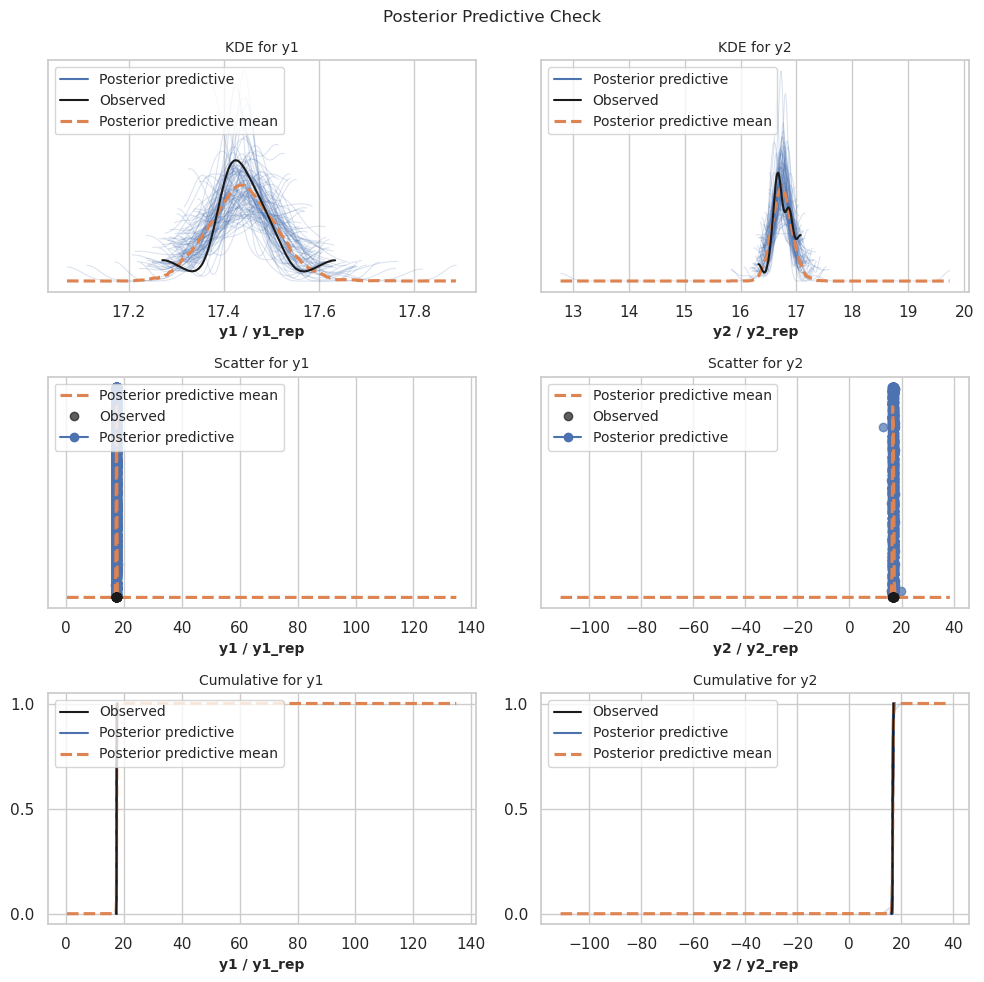 Posterior Predictive Check
KDE for y1
Posterior predictive
Observed
Posterior predictive mean
17.2 17.4 17.6 17.8
y1 / y1_rep
KDE for y2
Posterior predictive
Observed
Posterior predictive mean
13 14 15 16 17 18 19 20
y2 / y2_rep
Scatter for y1
Posterior predictive mean
Observed
Posterior predictive
0 20 40 60 80 100 120 140
y1 / y1_rep
Scatter for y2
Posterior predictive mean
Observed
Posterior predictive
−100 −80 −60 −40 −20 0 20 40
y2 / y2_rep
Cumulative for y1
1.0
0.5
0.0
Observed
Posterior predictive
Posterior predictive mean
0 20 40 60 80 100 120 140
y1 / y1_rep
Cumulative for y2
1.0
0.5
0.0
Observed
Posterior predictive
Posterior predictive mean
−100 −80 −60 −40 −20 0 20 40
y2 / y2_rep